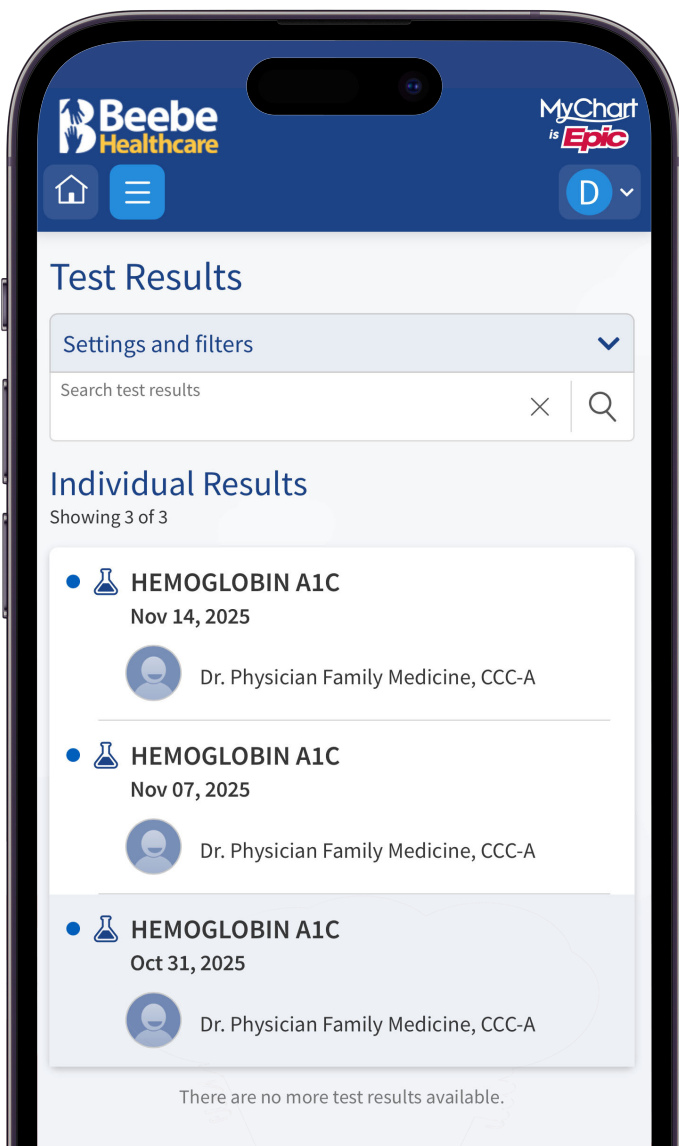 Beebe
Healthcare
MyChart
is Epic
D
Test Results
Settings and filters
Search test results
Individual Results
Showing 3 of 3
HEMOGLOBIN A1C
Nov 14, 2025
Dr. Physician Family Medicine, CCC-A
HEMOGLOBIN A1C
Nov 07, 2025
Dr. Physician Family Medicine, CCC-A
HEMOGLOBIN A1C
Oct 31, 2025
Dr. Physician Family Medicine, CCC-A
There are no more test results available.